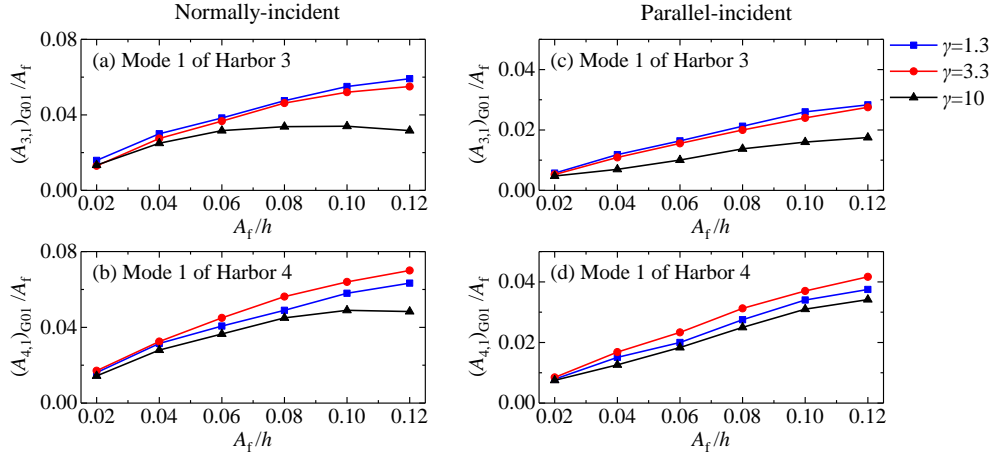 Normally-incident
Parallel-incident
γ=1.3
γ=3.3
γ=10
(a) Mode 1 of Harbor 3
(A3,1)G01 /Af
0.08
0.04
0.00
0.02 0.04 0.06 0.08 0.10 0.12
Af/h
(c) Mode 1 of Harbor 3
(A3,1)G01 /Af
0.04
0.02
0.00
0.02 0.04 0.06 0.08 0.10 0.12
Af/h
(b) Mode 1 of Harbor 4
(A4,1)G01 /Af
0.08
0.04
0.00
0.02 0.04 0.06 0.08 0.10 0.12
Af/h
(d) Mode 1 of Harbor 4
(A4,1)G01 /Af
0.04
0.02
0.00
0.02 0.04 0.06 0.08 0.10 0.12
Af/h